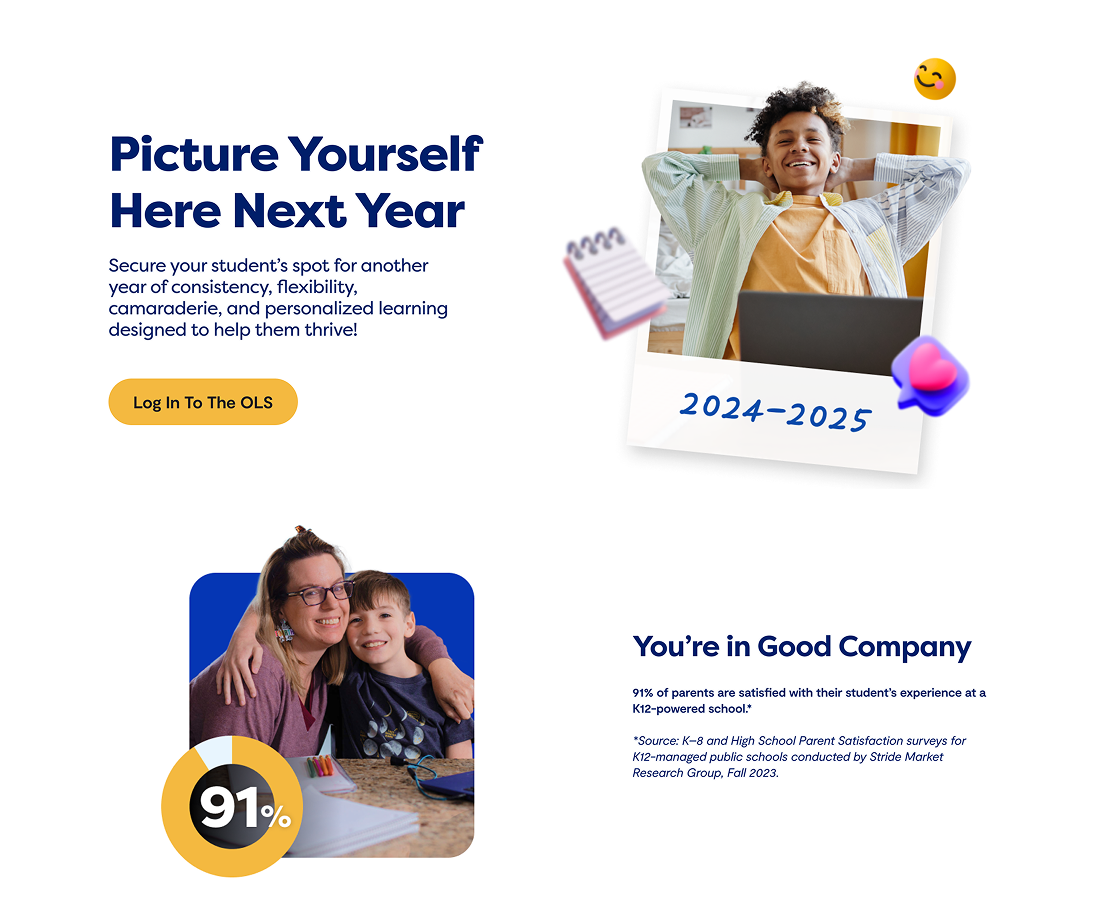 Picture Yourself
Here Next Year
Secure your student’s spot for another
year of consistency, flexibility,
camaraderie, and personalized learning
designed to help them thrive!
Log In To The OLS
2024–2025
91%
You’re in Good Company
91% of parents are satisfied with their student’s experience at a
K12-powered school.*
*Source: K–8 and High School Parent Satisfaction surveys for
K12-managed public schools conducted by Stride Market
Research Group, Fall 2023.